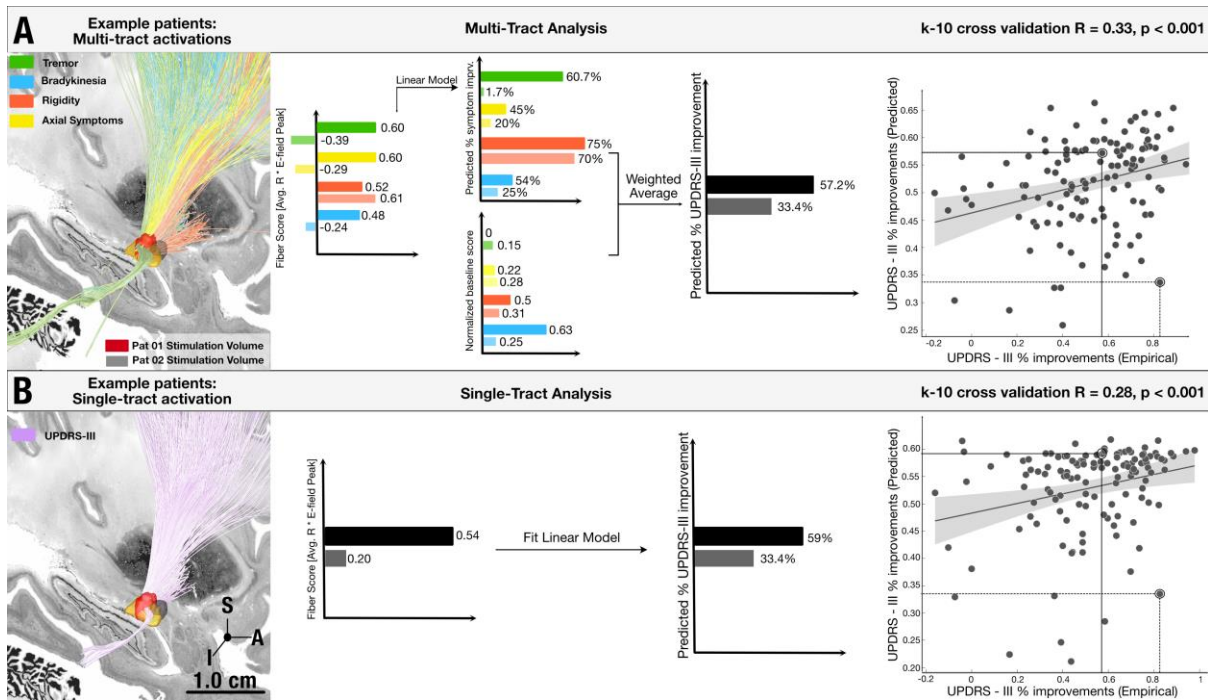 A
Example patients:
Multi-tract activations
Multi-Tract Analysis
k-10 cross validation R = 0.33, p < 0.001
Tremor
Bradykinesia
Rigidity
Axial Symptoms
Pat 01 Stimulation Volume
Pat 02 Stimulation Volume
Fiber Score [Avg. R * E-field Peak]
0.60
-0.39
0.60
-0.29
0.52
0.61
0.48
-0.24
Linear Model
Predicted % symptom imprv.
60.7%
1.7%
45%
20%
75%
70%
54%
25%
Normalized baseline score
0
0.15
0.22
0.28
0.5
0.31
0.63
0.25
Weighted
Average
Predicted % UPDRS-III improvement
57.2%
33.4%
UPDRS - III % improvements (Predicted)
0.65
0.60
0.55
0.5
0.45
0.40
0.35
0.3
0.25
-0.2
0
0.2
0.4
0.6
0.8
UPDRS - III % improvements (Empirical)
B
Example patients:
Single-tract activation
Single-Tract Analysis
k-10 cross validation R = 0.28, p < 0.001
UPDRS-III
S
A
I
1.0 cm
Fiber Score [Avg. R * E-field Peak]
0.54
0.20
Fit Linear Model
Predicted % UPDRS-III improvement
59%
33.4%
UPDRS - III % improvements (Predicted)
0.60
0.55
0.50
0.45
0.40
0.35
0.30
0.25
0.20
-0.2
0
0.2
0.4
0.6
0.8
1
UPDRS - III % improvements (Empirical)